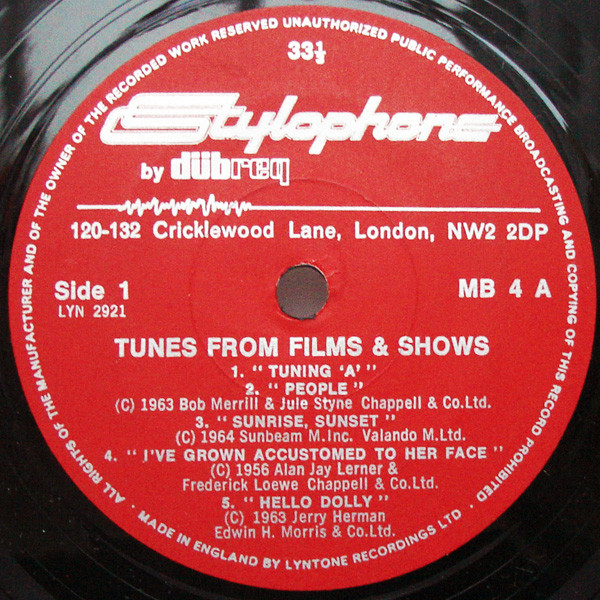 ALL RIGHTS OF THE MANUFACTURER AND OF THE OWNER OF THE RECORDED WORK RESERVED UNAUTHORIZED PUBLIC PERFORMANCE BROADCASTING AND COPYING OF THIS RECORD PROHIBITED
33⅓
Stylophone
by dübreq
120-132 Cricklewood Lane, London, NW2 2DP
Side 1
MB 4 A
LYN 2921
TUNES FROM FILMS & SHOWS
1. "TUNING 'A'"
2. "PEOPLE"
(C) 1963 Bob Merrill & Jule Styne Chappell & Co.Ltd.
3. "SUNRISE, SUNSET"
(C) 1964 Sunbeam M.Inc. Valando M.Ltd.
4. "I'VE GROWN ACCUSTOMED TO HER FACE"
(C) 1956 Alan Jay Lerner &
Frederick Loewe Chappell & Co.Ltd.
5. "HELLO DOLLY"
(C) 1963 Jerry Herman
Edwin H. Morris & Co.Ltd.
· MADE IN ENGLAND BY LYNTONE RECORDINGS LTD ·